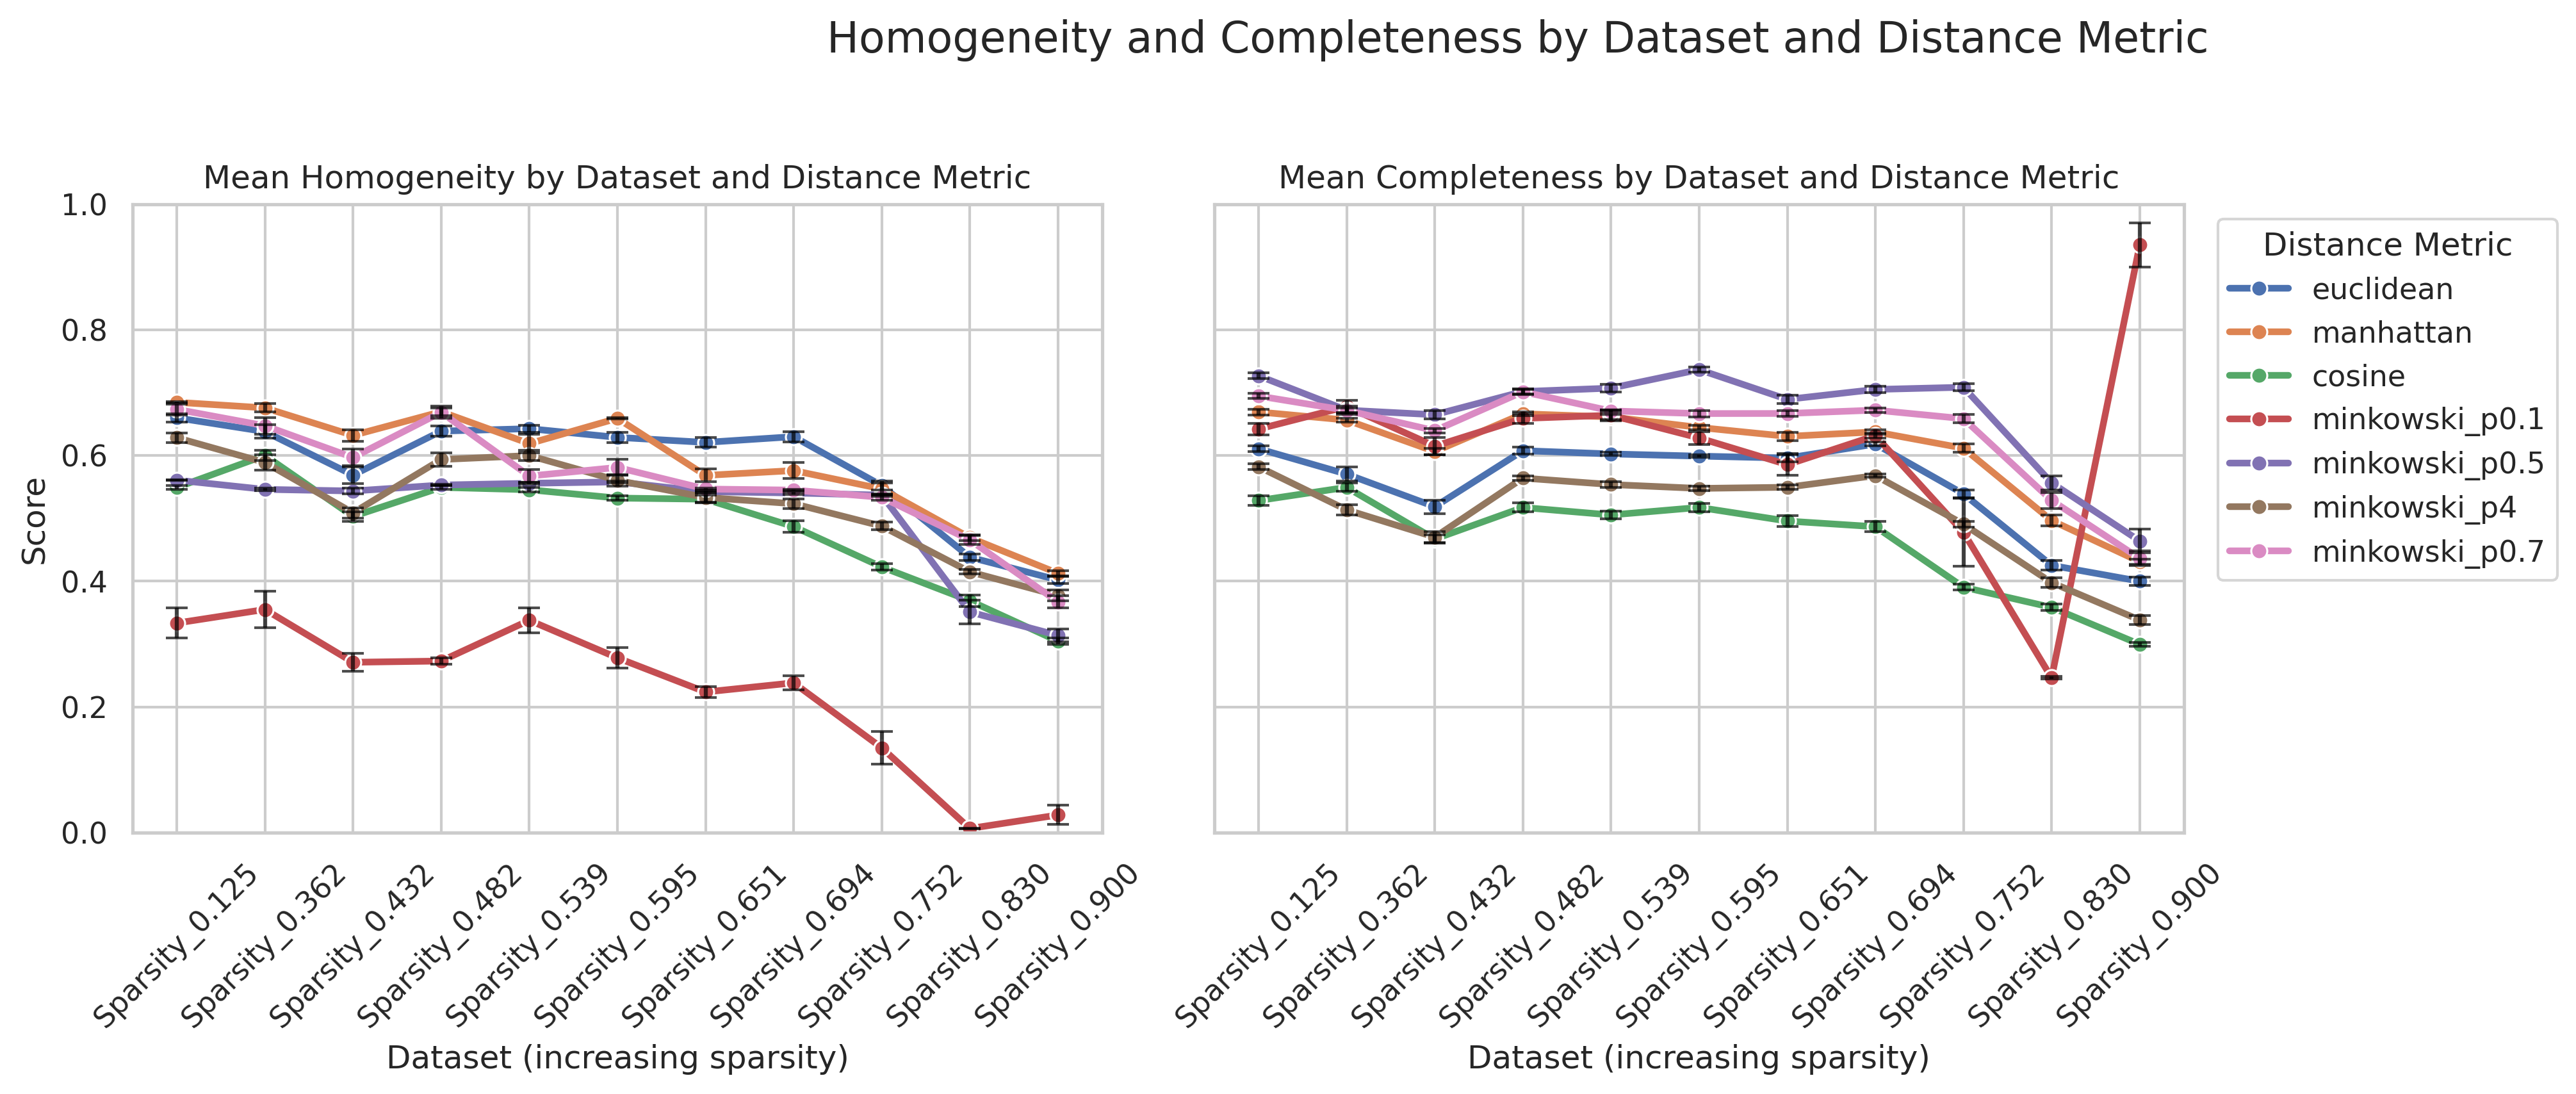 Homogeneity and Completeness by Dataset and Distance Metric
Mean Homogeneity by Dataset and Distance Metric
Score
1.0
0.8
0.6
0.4
0.2
0.0
Sparsity_0.125
Sparsity_0.362
Sparsity_0.432
Sparsity_0.482
Sparsity_0.539
Sparsity_0.595
Sparsity_0.651
Sparsity_0.694
Sparsity_0.752
Sparsity_0.830
Sparsity_0.900
Dataset (increasing sparsity)
Mean Completeness by Dataset and Distance Metric
Sparsity_0.125
Sparsity_0.362
Sparsity_0.432
Sparsity_0.482
Sparsity_0.539
Sparsity_0.595
Sparsity_0.651
Sparsity_0.694
Sparsity_0.752
Sparsity_0.830
Sparsity_0.900
Dataset (increasing sparsity)
Distance Metric
euclidean
manhattan
cosine
minkowski_p0.1
minkowski_p0.5
minkowski_p4
minkowski_p0.7